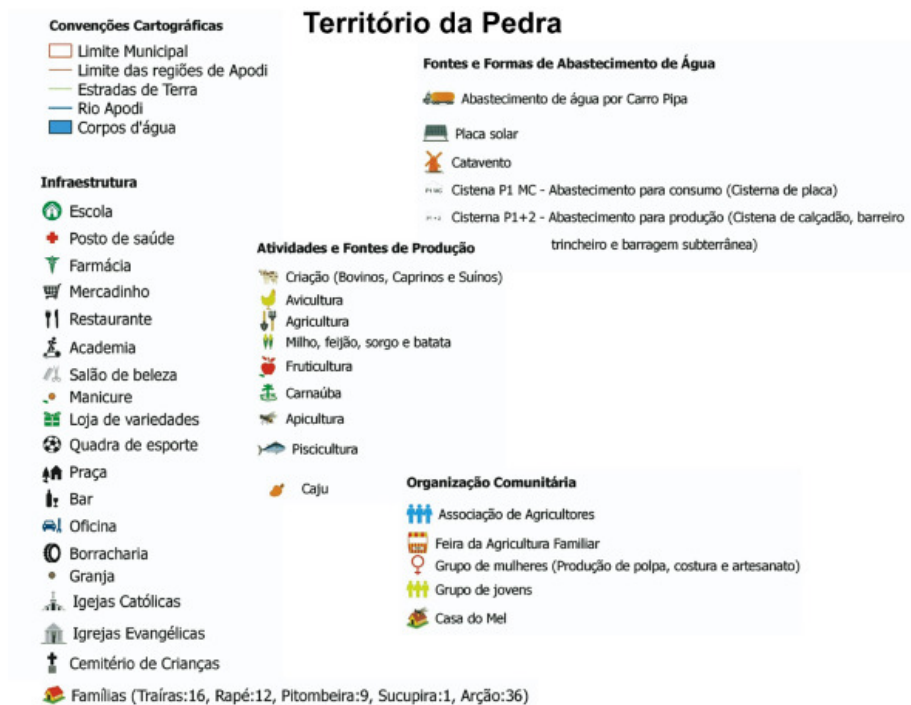 Território da Pedra
Convenções Cartográficas
Limite Municipal
Limite das regiões de Apodi
Estradas de Terra
Rio Apodi
Corpos d'água
Fontes e Formas de Abastecimento de Água
Abastecimento de água por Carro Pipa
Placa solar
Catavento
P1 MC Cistena P1 MC - Abastecimento para consumo (Cisterna de placa)
P1+2 Cisterna P1+2 - Abastecimento para produção (Cistena de calçadão, barreiro
trincheiro e barragem subterrânea)
Infraestrutura
Escola
Posto de saúde
Farmácia
Mercadinho
Restaurante
Academia
Salão de beleza
Manicure
Loja de variedades
Quadra de esporte
Praça
Bar
Oficina
Borracharia
Granja
Igejas Católicas
Igrejas Evangélicas
Cemitério de Crianças
Famílias (Traíras:16, Rapé:12, Pitombeira:9, Sucupira:1, Arção:36)
Atividades e Fontes de Produção
Criação (Bovinos, Caprinos e Suínos)
Avicultura
Agricultura
Milho, feijão, sorgo e batata
Fruticultura
Carnaúba
Apicultura
Piscicultura
Caju
Organização Comunitária
Associação de Agricultores
Feira da Agricultura Familiar
Grupo de mulheres (Produção de polpa, costura e artesanato)
Grupo de jovens
Casa do Mel